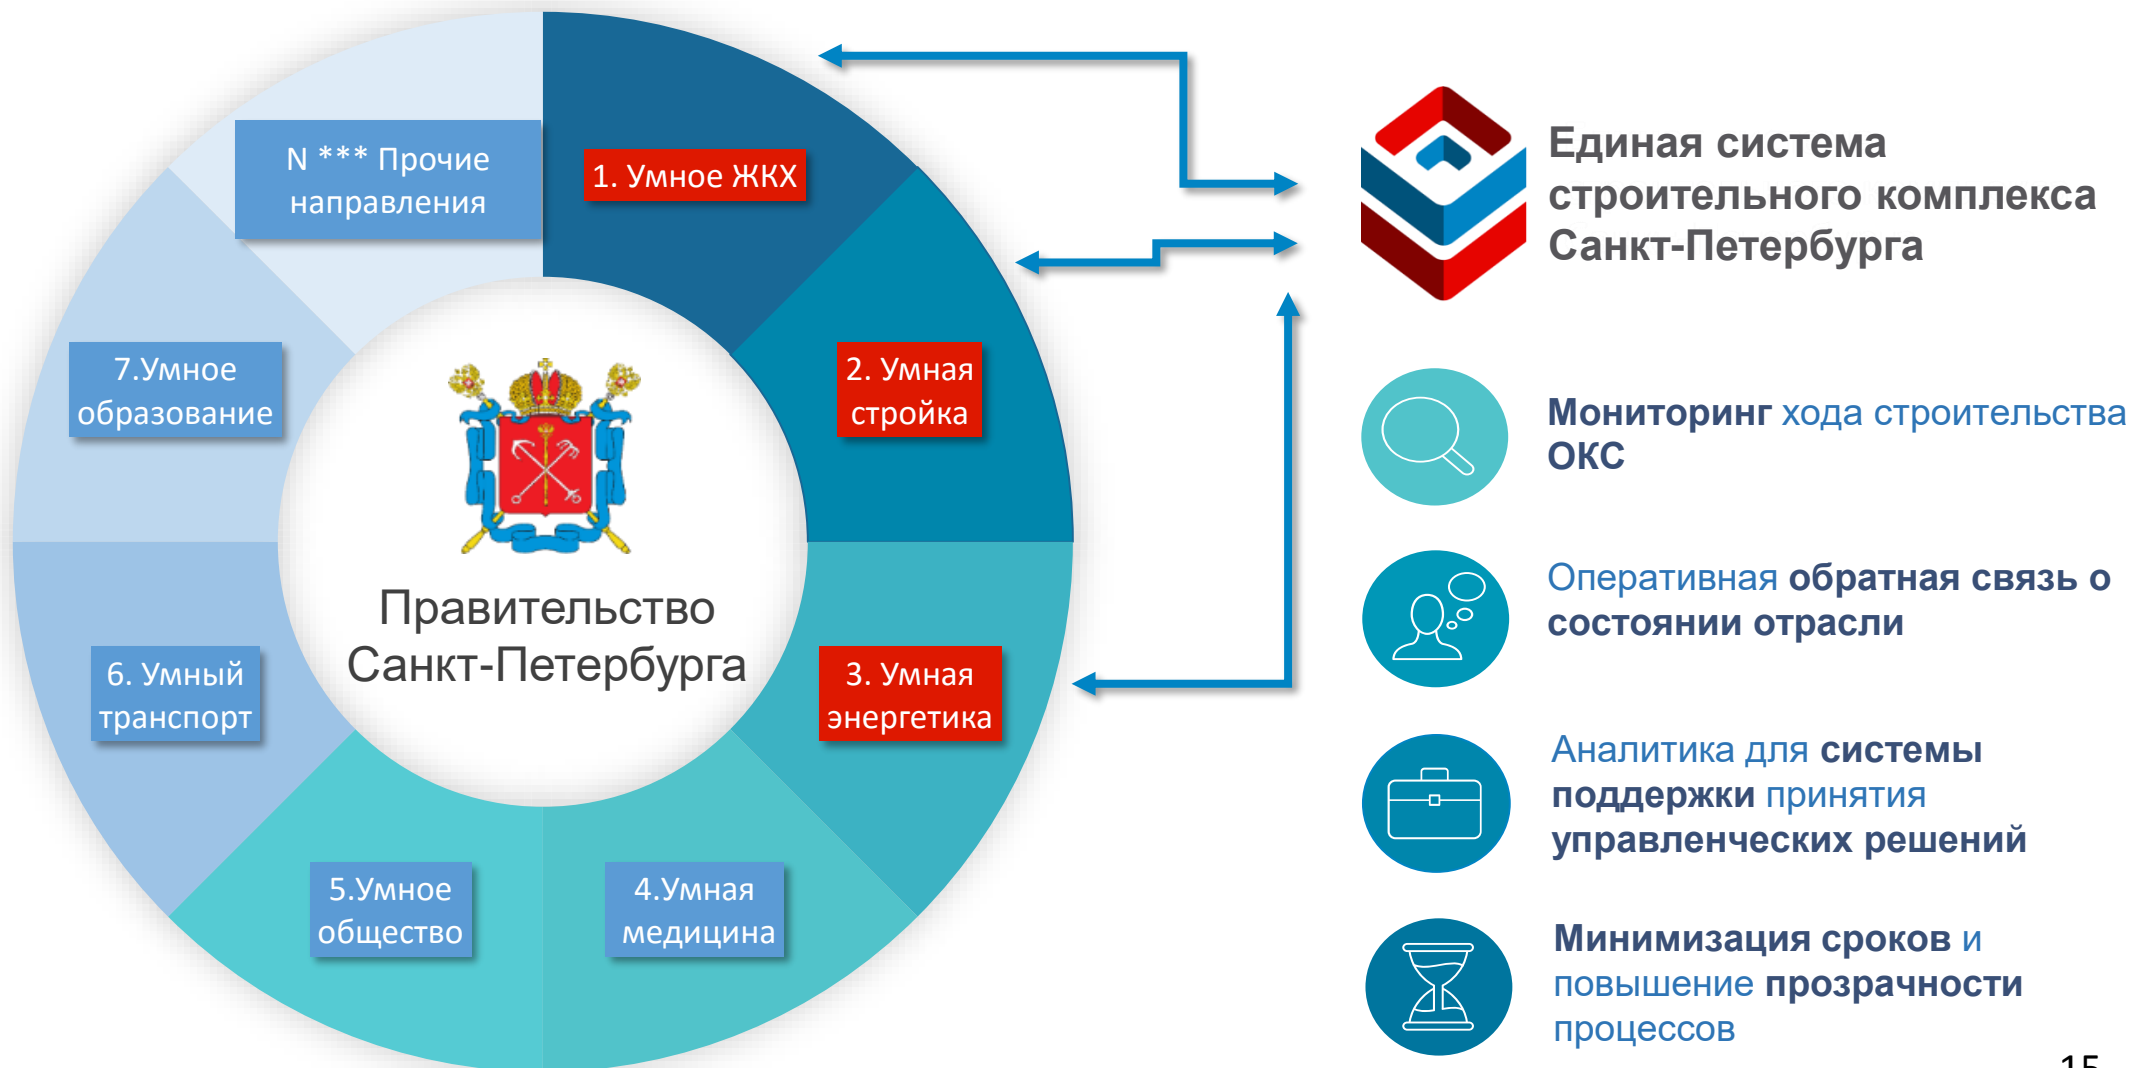 N *** Прочие
направления
1. Умное ЖКХ
2. Умная
стройка
3. Умная
энергетика
4.Умная
медицина
5.Умное
общество
6. Умный
транспорт
7.Умное
образование
Правительство
Санкт-Петербурга
Единая система
строительного комплекса
Санкт-Петербурга
Мониторинг хода строительства
ОКС
Оперативная обратная связь о
состоянии отрасли
Аналитика для системы
поддержки принятия
управленческих решений
Минимизация сроков и
повышение прозрачности
процессов
15